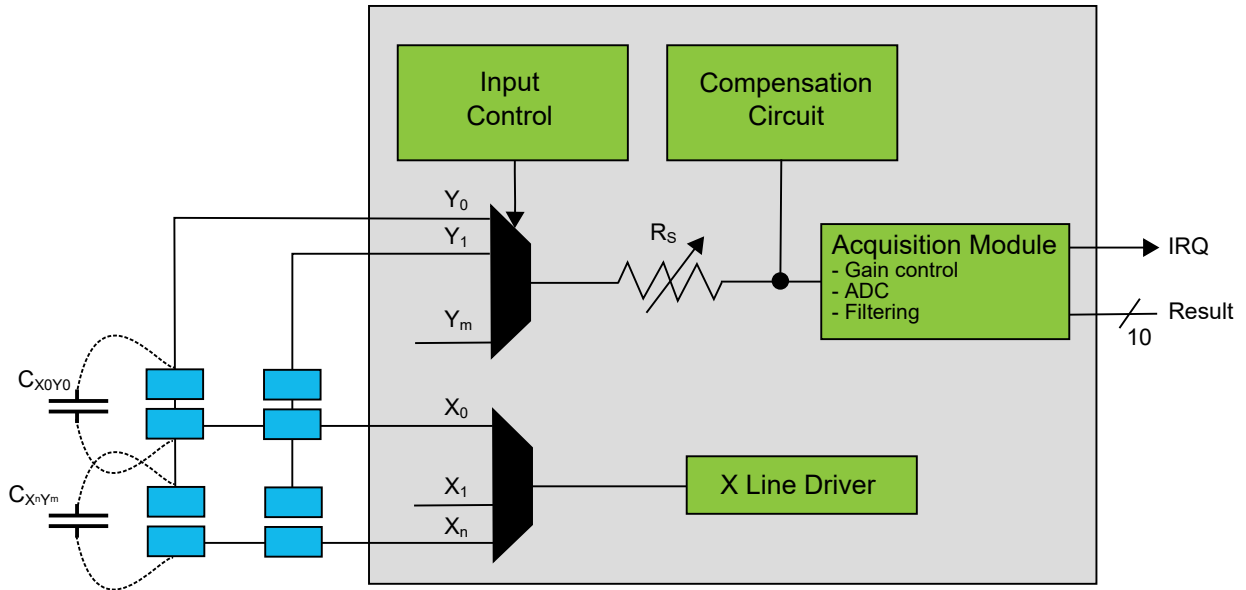 Input
Control
Compensation
Circuit
Y0
Y1
RS
Acquisition Module
- Gain control
- ADC
- Filtering
IRQ
Result
10
Ym
CX0Y0
X0
CXnYm
X1
Xn
X Line Driver